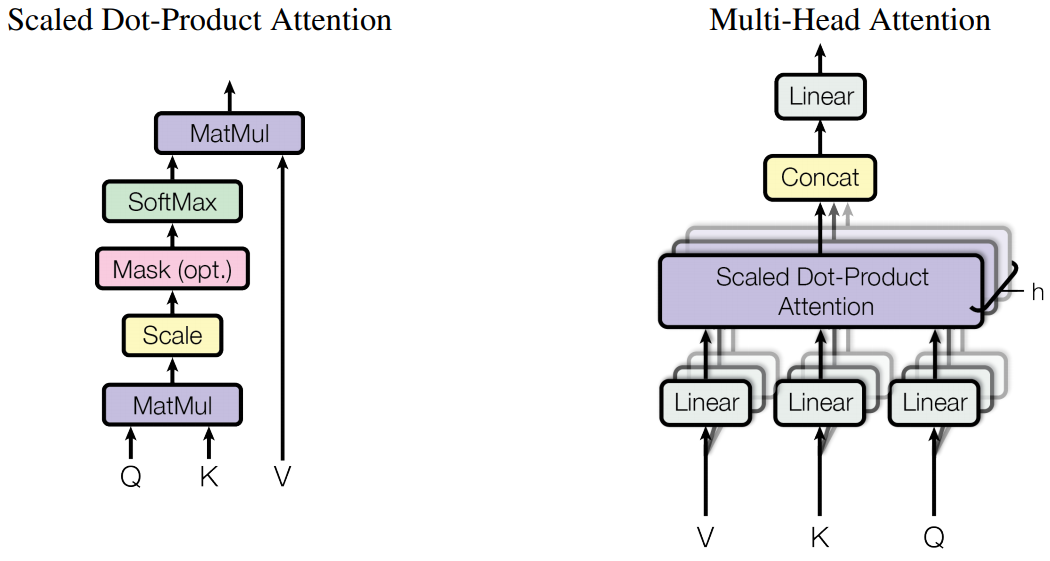 Scaled Dot-Product Attention
MatMul
SoftMax
Mask (opt.)
Scale
MatMul
Q K V
Multi-Head Attention
Linear
Concat
Scaled Dot-Product
Attention
h
Linear Linear Linear
V K Q